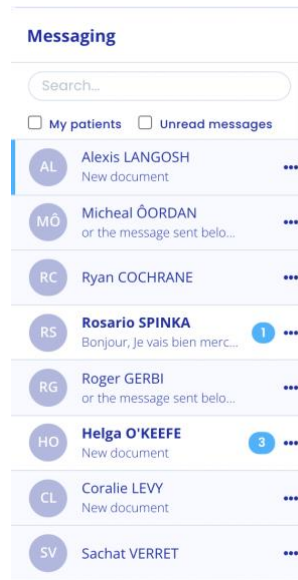 Messaging
Search...
My patients Unread messages
AL
Alexis LANGOSH
New document
MÔ
Micheal ÔORDAN
or the message sent belo...
RC
Ryan COCHRANE
RS
Rosario SPINKA
1
Bonjour, Je vais bien merc...
RG
Roger GERBI
or the message sent belo...
HO
Helga O'KEEFE
3
New document
CL
Coralie LEVY
New document
SV
Sachat VERRET